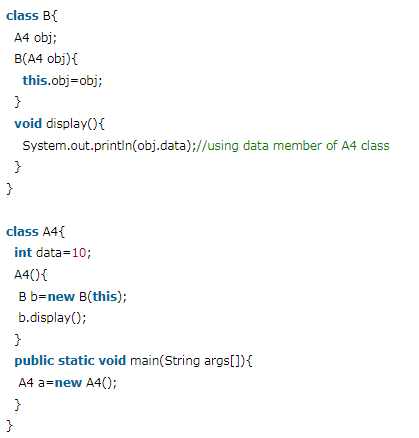 class B{
A4 obj;
B(A4 obj){
this.obj=obj;
}
void display(){
System.out.println(obj.data);//using data member of A4 class
}
}
class A4{
int data=10;
A4(){
B b=new B(this);
b.display();
}
public static void main(String args[]){
A4 a=new A4();
}
}